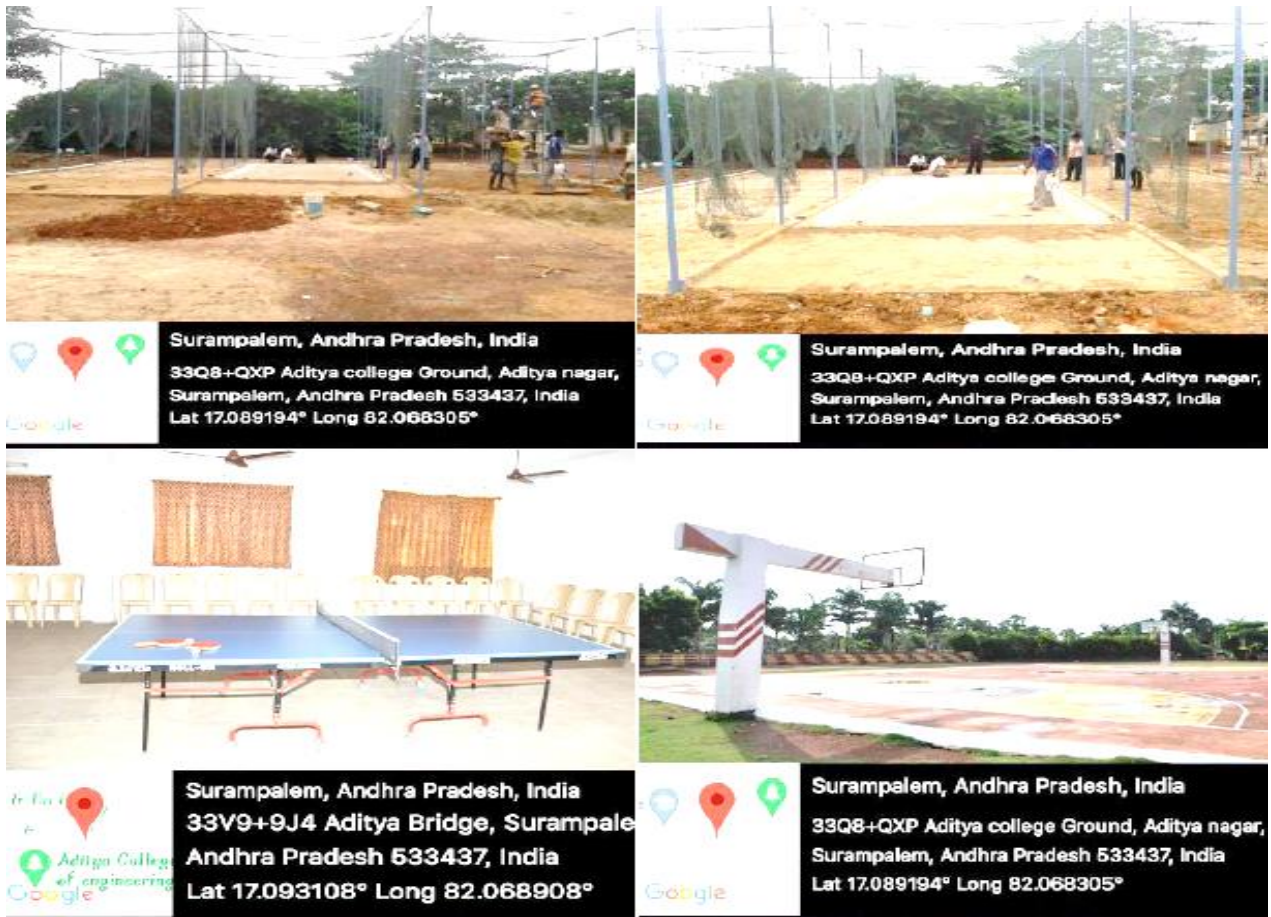 Surampalem, Andhra Pradesh, India
33Q8+QXP Aditya college Ground, Aditya nagar,
Surampalem, Andhra Pradesh 533437, India
Lat 17.089194° Long 82.068305°
Google
Surampalem, Andhra Pradesh, India
33Q8+QXP Aditya college Ground, Aditya nagar,
Surampalem, Andhra Pradesh 533437, India
Lat 17.089194° Long 82.068305°
Google
Surampalem, Andhra Pradesh, India
33V9+9J4 Aditya Bridge, Surampale
Andhra Pradesh 533437, India
Lat 17.093108° Long 82.068908°
Aditya College
of engineering
Google
Surampalem, Andhra Pradesh, India
33Q8+QXP Aditya college Ground, Aditya nagar,
Surampalem, Andhra Pradesh 533437, India
Lat 17.089194° Long 82.068305°
Google